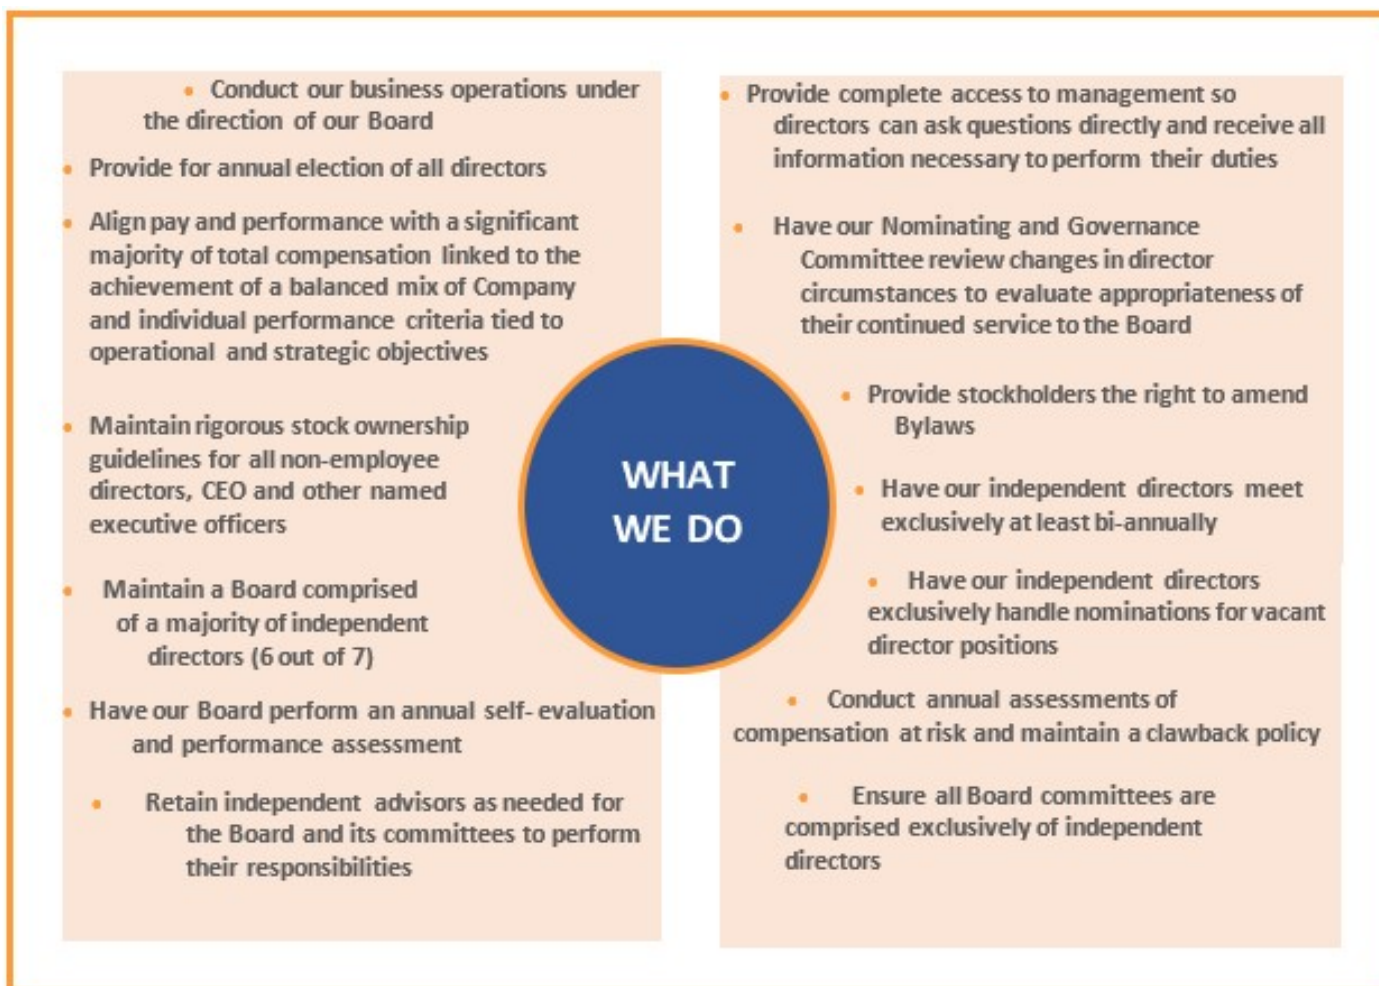 • Conduct our business operations under
the direction of our Board
• Provide for annual election of all directors
• Align pay and performance with a significant
majority of total compensation linked to the
achievement of a balanced mix of Company
and individual performance criteria tied to
operational and strategic objectives
• Maintain rigorous stock ownership
guidelines for all non-employee
directors, CEO and other named
executive officers
• Maintain a Board comprised
of a majority of independent
directors (6 out of 7)
• Have our Board perform an annual self- evaluation
and performance assessment
• Retain independent advisors as needed for
the Board and its committees to perform
their responsibilities
WHAT
WE DO
• Provide complete access to management so
directors can ask questions directly and receive all
information necessary to perform their duties
• Have our Nominating and Governance
Committee review changes in director
circumstances to evaluate appropriateness of
their continued service to the Board
• Provide stockholders the right to amend
Bylaws
• Have our independent directors meet
exclusively at least bi-annually
• Have our independent directors
exclusively handle nominations for vacant
director positions
• Conduct annual assessments of
compensation at risk and maintain a clawback policy
• Ensure all Board committees are
comprised exclusively of independent
directors